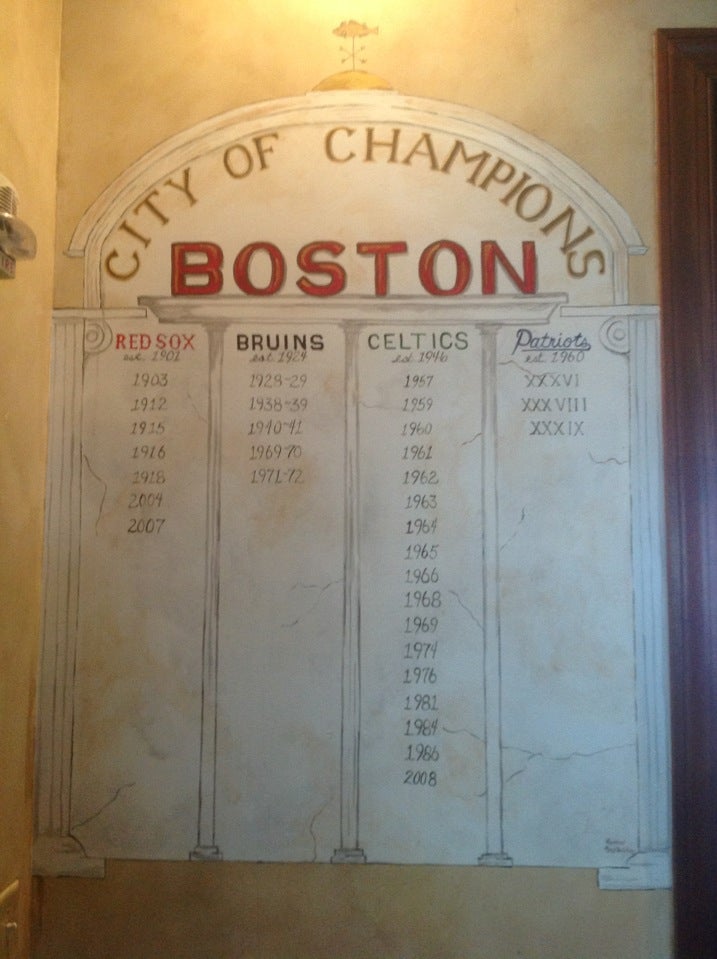 CITY OF CHAMPIONS
BOSTON
RED SOX
est. 1901
1903
1912
1915
1916
1918
2004
2007
BRUINS
est. 1924
1928-29
1938-39
1940-41
1969-70
1971-72
CELTICS
est. 1946
1957
1959
1960
1961
1962
1963
1964
1965
1966
1968
1969
1974
1976
1981
1984
1986
2008
Patriots
est. 1960
XXXVI
XXXVIII
XXXIX